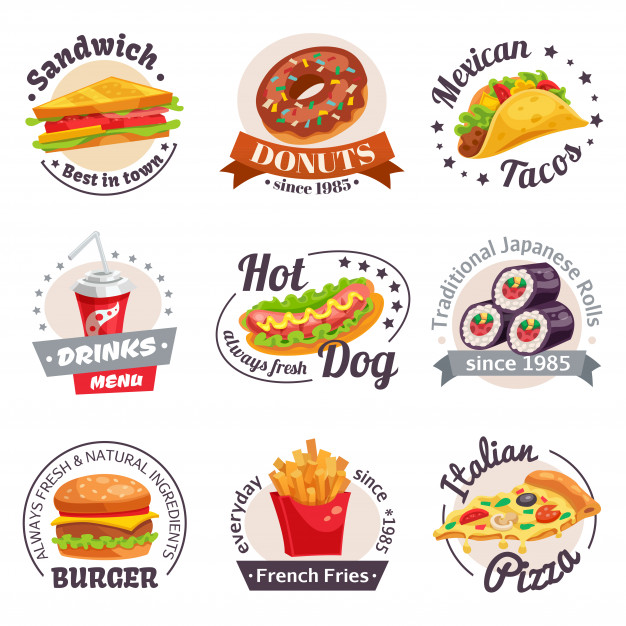 Sandwich
Best in town
DONUTS
• since 1985 •
Mexican
Tacos
DRINKS
MENU
Hot
always fresh
Dog
Traditional Japanese Rolls
since 1985
ALWAYS FRESH & NATURAL INGREDIENTS
BURGER
everyday
since *1985
• French Fries •
Italian
Pizza